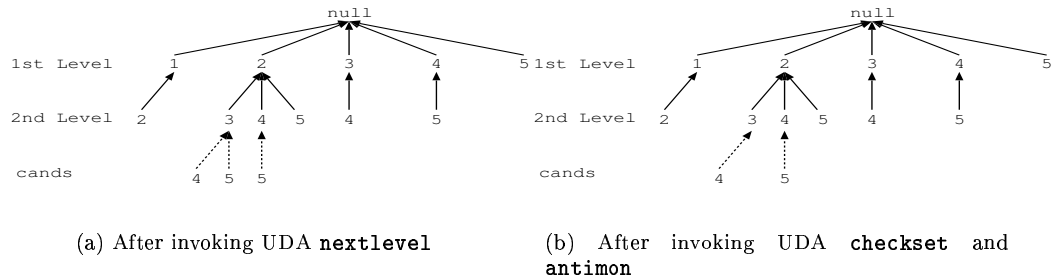 null null
1st Level 1 2 3 4 5 1st Level 1 2 3 4 5
2nd Level 2 3 4 5 4 5 2nd Level 2 3 4 5 4 5
cands 4 5 5 cands 4 5
(a) After invoking UDA nextlevel
(b) After invoking UDA checkset and
antimon